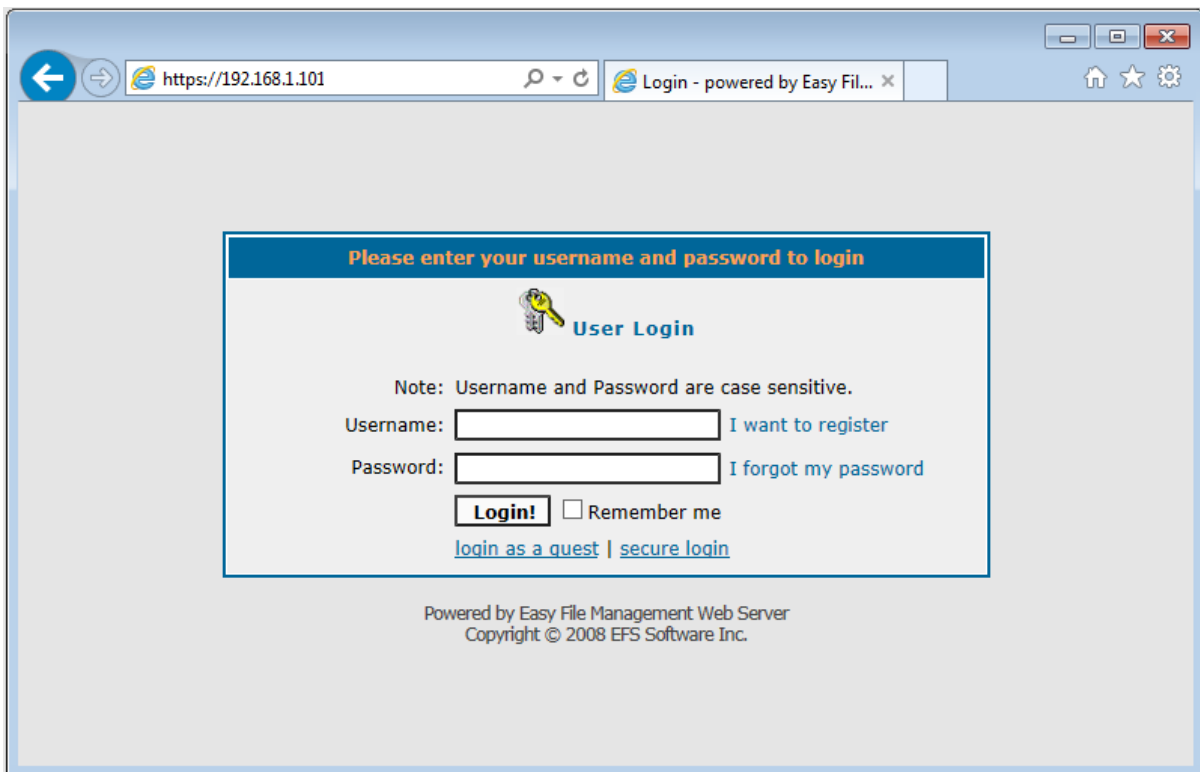 https://192.168.1.101
Login - powered by Easy Fil...
Please enter your username and password to login
User Login
Note: Username and Password are case sensitive.
Username: I want to register
Password: I forgot my password
Login! Remember me
login as a guest | secure login
Powered by Easy File Management Web Server
Copyright © 2008 EFS Software Inc.